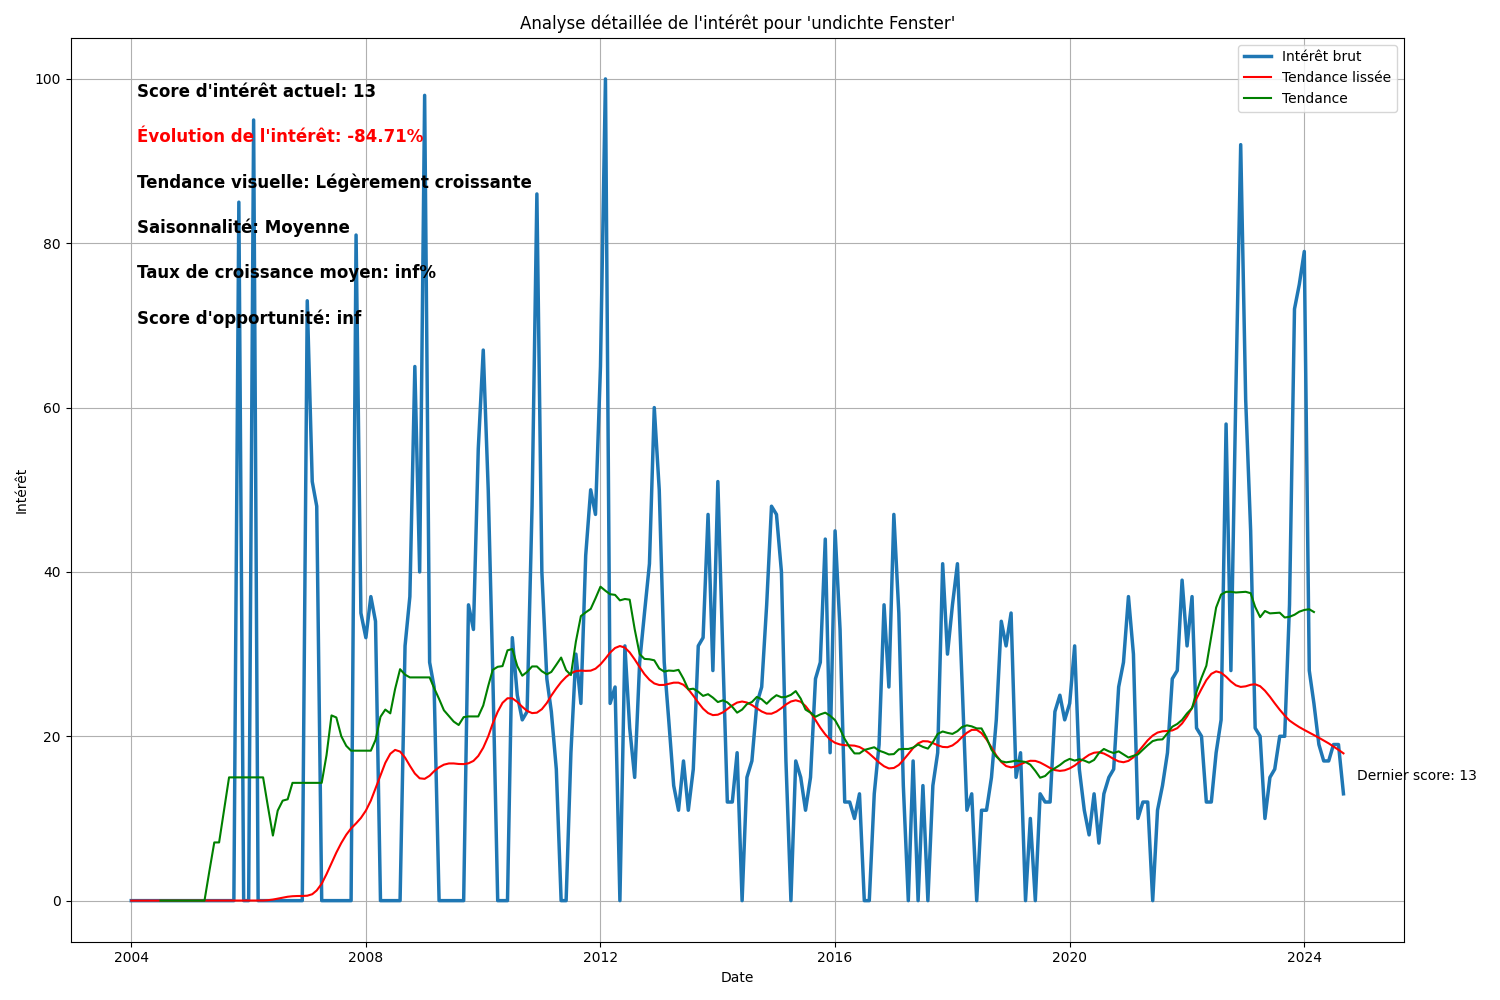 Analyse détaillée de l'intérêt pour 'undichte Fenster'
Intérêt brut
Tendance lissée
Tendance
Score d'intérêt actuel: 13
Évolution de l'intérêt: -84.71%
Tendance visuelle: Légèrement croissante
Saisonnalité: Moyenne
Taux de croissance moyen: inf%
Score d'opportunité: inf
100
80
60
40
20
0
Intérêt
Dernier score: 13
2004
2008
2012
2016
2020
2024
Date